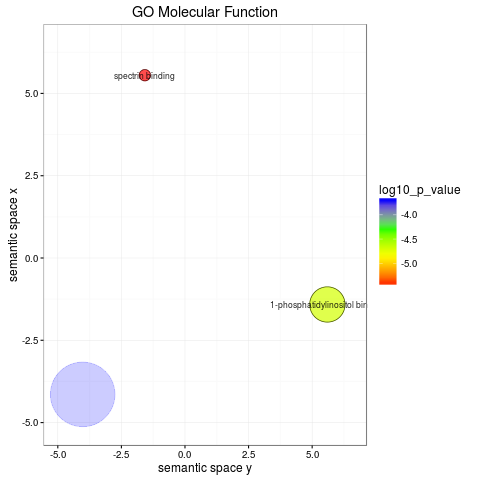 GO Molecular Function
spectrin binding
1-phosphatidylinositol bin
semantic space x
5.0
2.5
0.0
-2.5
-5.0
-5.0 -2.5 0.0 2.5 5.0
semantic space y
log10_p_value
-4.0
-4.5
-5.0